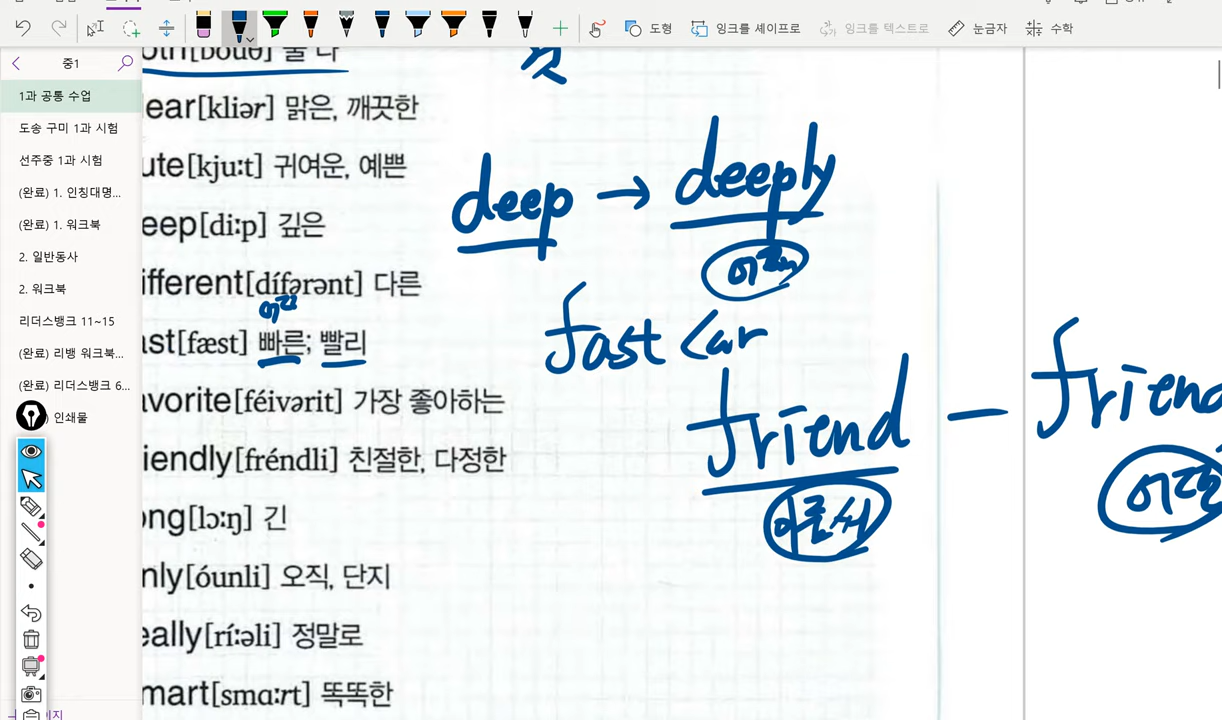 도형
잉크를 셰이프로
잉크를 텍스트로
눈금자
수학
중1
1과 공통 수업
도송 구미 1과 시험
선주중 1과 시험
(완료) 1. 인칭대명...
(완료) 1. 워크북
2. 일반동사
2. 워크북
리더스뱅크 11~15
(완료) 리뱅 워크북...
(완료) 리더스뱅크 6...
인쇄물
ear[kliər] 맑은, 깨끗한
ute[kju:t] 귀여운, 예쁜
eep[di:p] 깊은
ifferent[dífərənt] 다른
ast[fæst] 빠른; 빨리
avorite[féivərit] 가장 좋아하는
iendly[fréndli] 친절한, 다정한
ong[lɔ:ŋ] 긴
nly[óunli] 오직, 단지
eally[rí:əli] 정말로
mart[smɑ:rt] 똑똑한
deep → deeply
fast car
friend — friend
이름씨